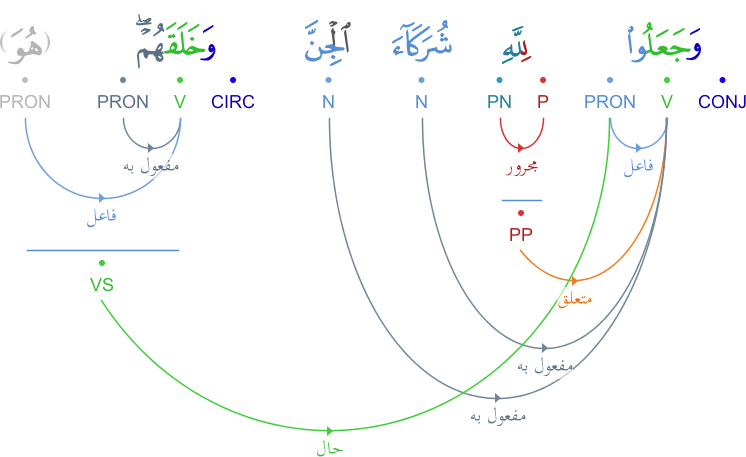 وَجَعَلُوا۟ لِلَّهِ شُرَكَآءَ ٱلْجِنَّ وَخَلَقَهُمْ ۖ (هُوَ)
CONJ V PRON P PN N N CIRC V PRON PRON
فاعل مجرور مفعول به
فاعل
PP
VS
متعلق
مفعول به
مفعول به
حال